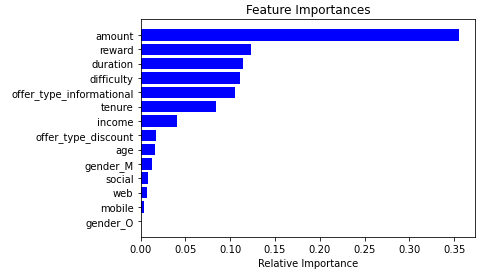 Feature Importances
amount
reward
duration
difficulty
offer_type_informational
tenure
income
offer_type_discount
age
gender_M
social
web
mobile
gender_O
0.00 0.05 0.10 0.15 0.20 0.25 0.30 0.35
Relative Importance